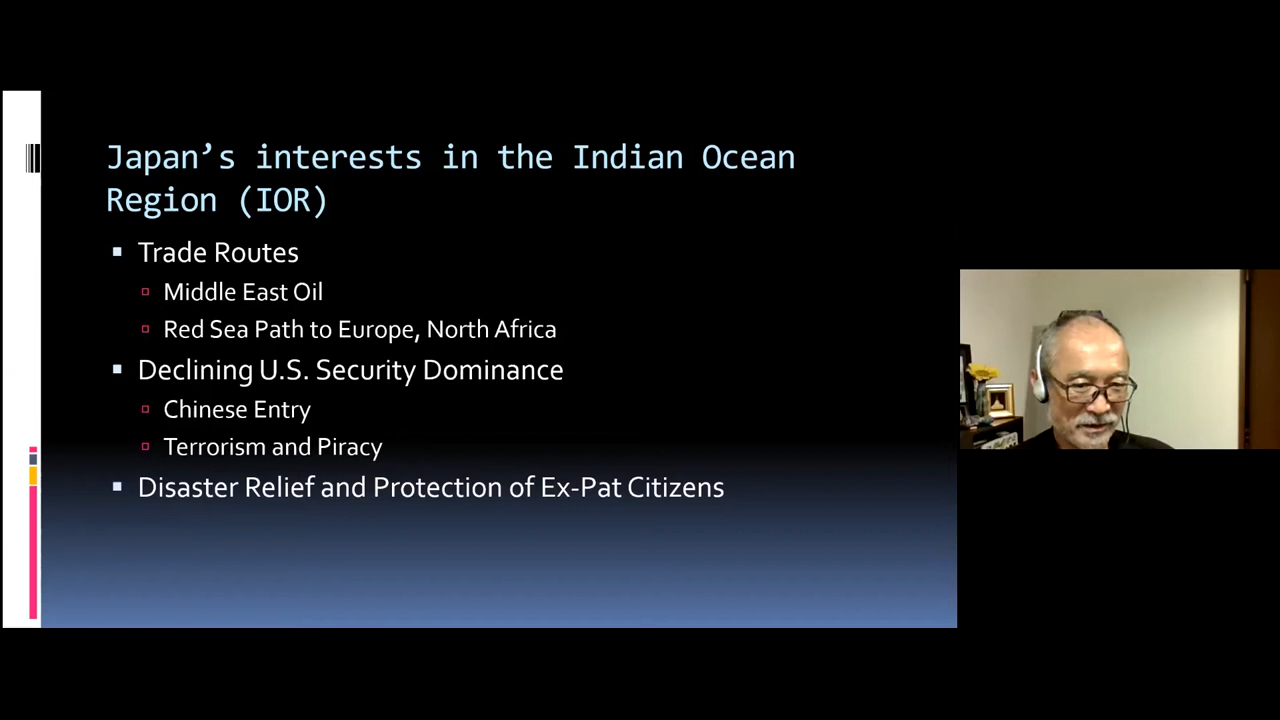 Japan’s interests in the Indian Ocean
Region (IOR)
Trade Routes
Middle East Oil
Red Sea Path to Europe, North Africa
Declining U.S. Security Dominance
Chinese Entry
Terrorism and Piracy
Disaster Relief and Protection of Ex-Pat Citizens